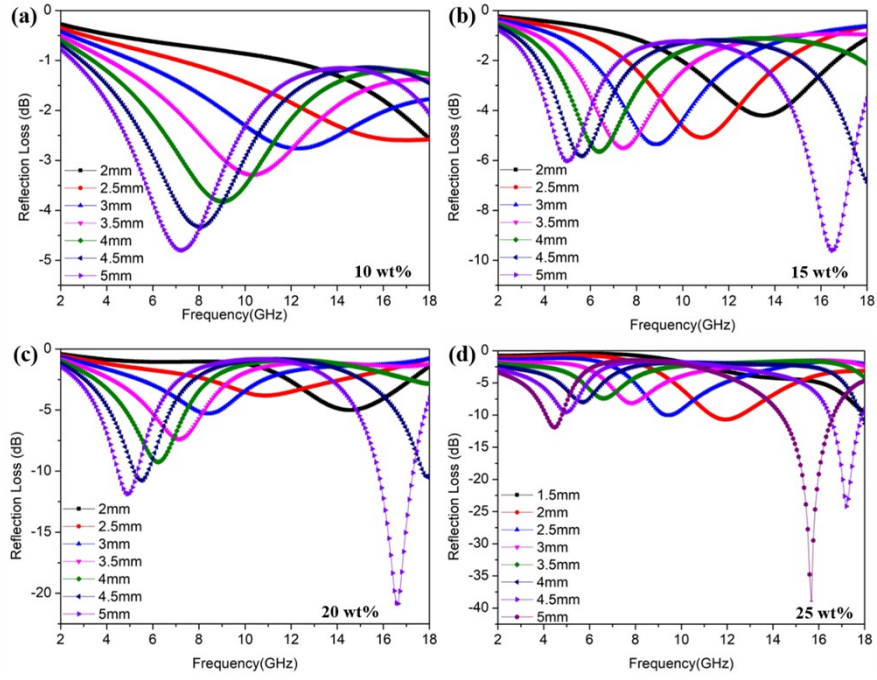 (a)
Reflection Loss (dB)
0
-1
-2
-3
-4
-5
2mm
2.5mm
3mm
3.5mm
4mm
4.5mm
5mm
10 wt%
2 4 6 8 10 12 14 16 18
Frequency(GHz)
(b)
Reflection Loss (dB)
0
-2
-4
-6
-8
-10
2mm
2.5mm
3mm
3.5mm
4mm
4.5mm
5mm
15 wt%
2 4 6 8 10 12 14 16 18
Frequency(GHz)
(c)
Reflection Loss (dB)
0
-5
-10
-15
-20
2mm
2.5mm
3mm
3.5mm
4mm
4.5mm
5mm
20 wt%
2 4 6 8 10 12 14 16 18
Frequency(GHz)
(d)
Reflection Loss (dB)
0
-5
-10
-15
-20
-25
-30
-35
-40
1.5mm
2mm
2.5mm
3mm
3.5mm
4mm
4.5mm
5mm
25 wt%
2 4 6 8 10 12 14 16 18
Frequency(GHz)